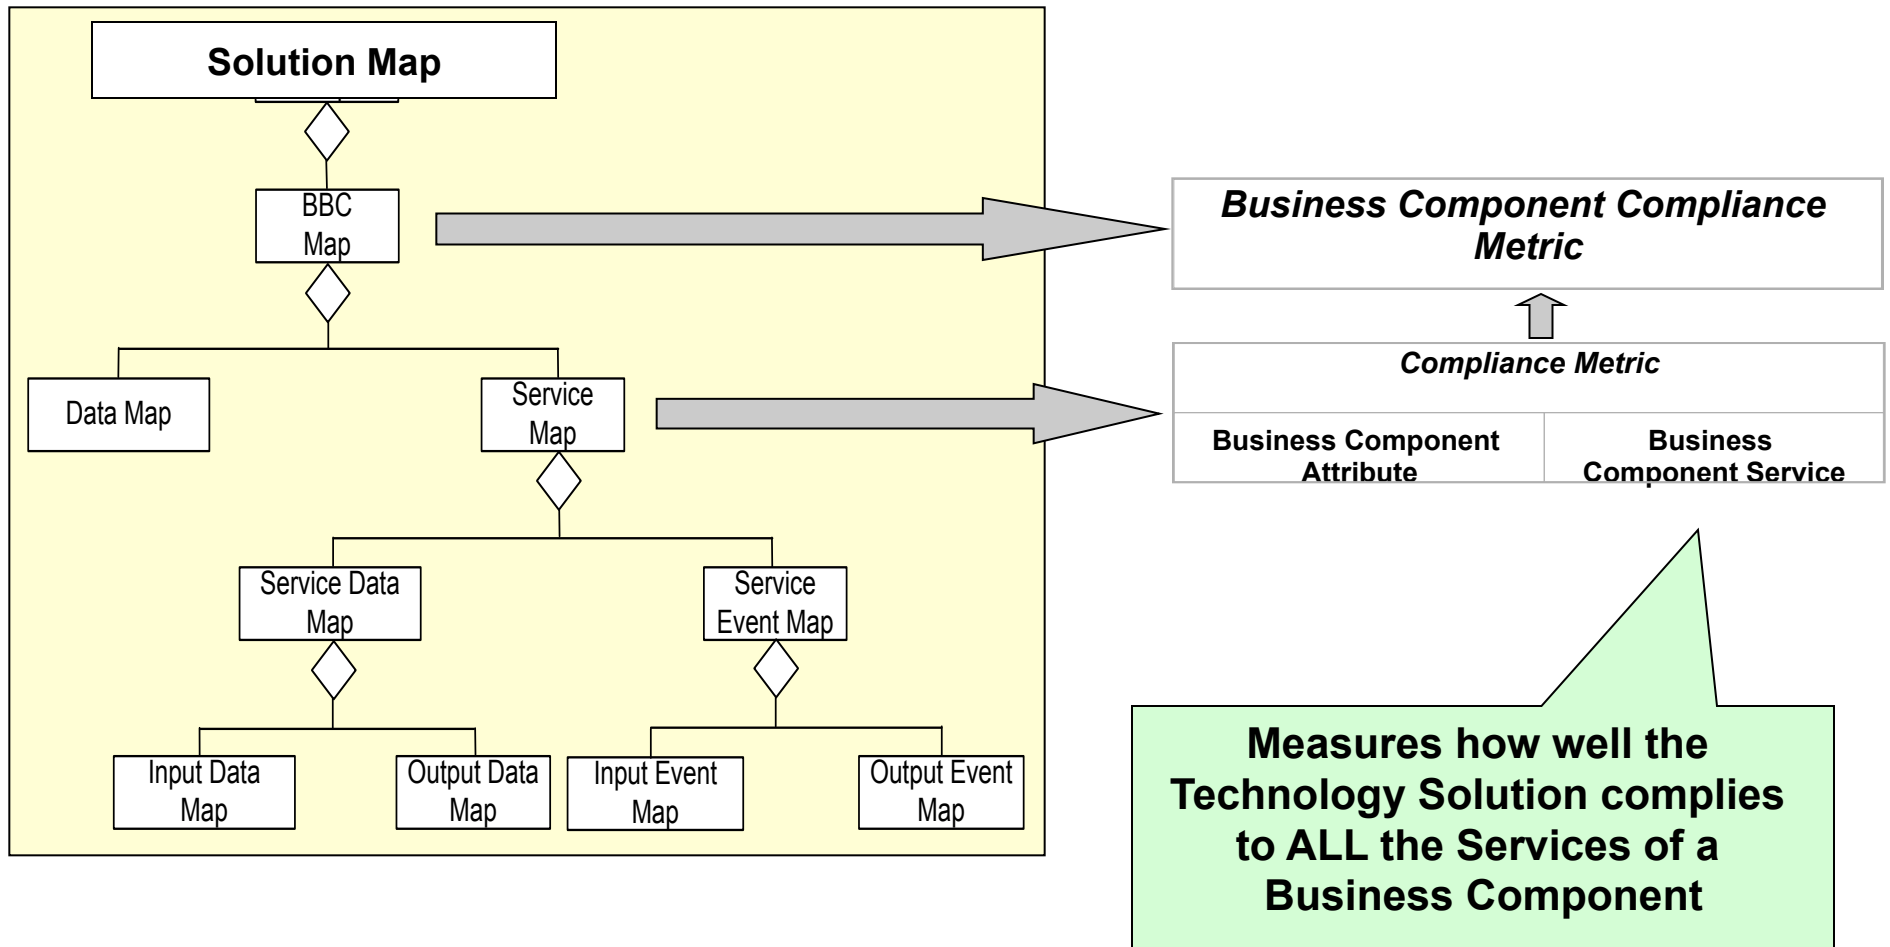 Solution Map
BBC
Map
Business Component Compliance
Metric
Compliance Metric
Data Map
Service
Map
Business Component
Attribute
Business
Component Service
Service Data
Map
Service
Event Map
Input Data
Map
Output Data
Map
Input Event
Map
Output Event
Map
Measures how well the
Technology Solution complies
to ALL the Services of a
Business Component